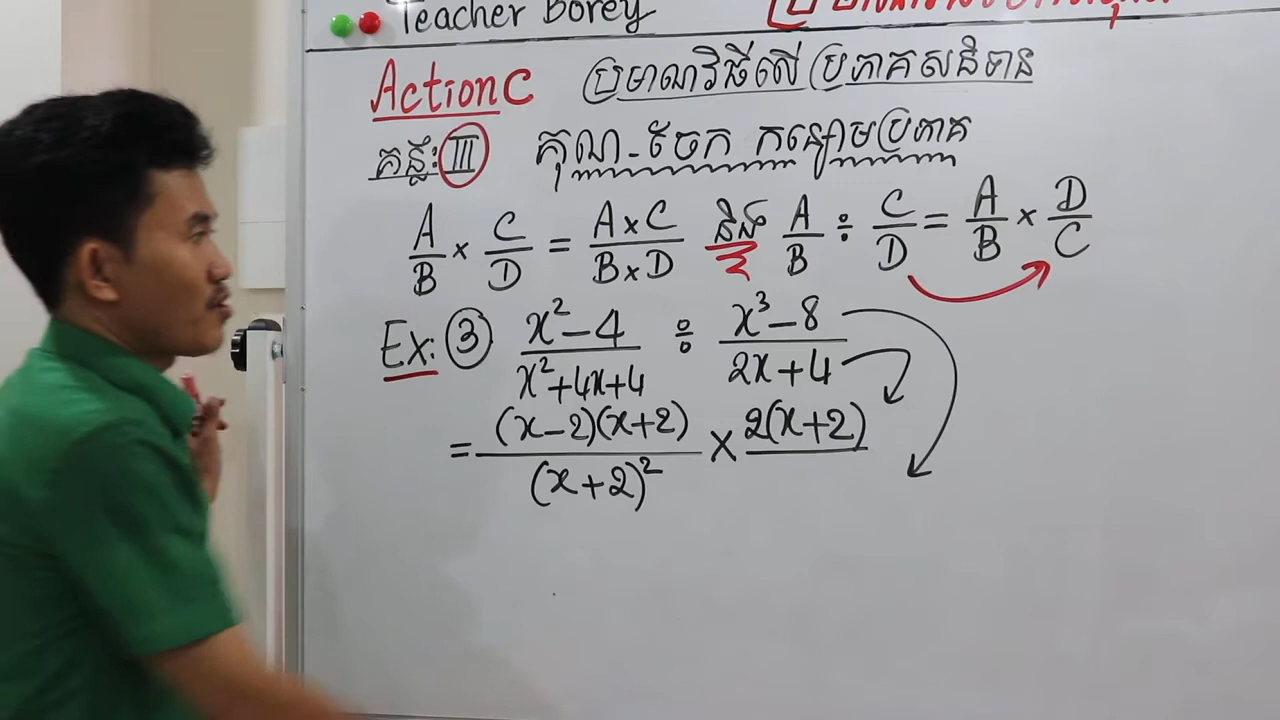 Teacher Borey
Action C ប្រមាណវិធីលើប្រភាគសនិទាន
គន្លឹះ III គុណ-ចែក កន្សោមប្រភាគ
A/B × C/D = A×C/B×D និង A/B ÷ C/D = A/B × D/C
Ex: ③ x²-4/x²+4x+4 ÷ x³-8/2x+4
= (x-2)(x+2)/(x+2)² × 2(x+2)/